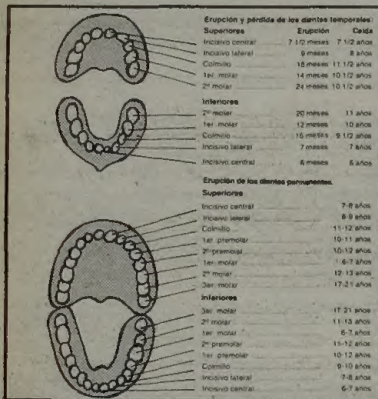 Erupción y pérdida de los dientes temporales:
Superiores Erupción Caída
Incisivo central 7 1/2 meses 7 1/2 años
Incisivo lateral 9 meses 8 años
Colmillo 18 meses 11 1/2 años
1er. molar 14 meses 10 1/2 años
2º molar 24 meses 10 1/2 años
Inferiores
2º molar 20 meses 11 años
1er. molar 12 meses 10 años
Colmillo 16 meses 9 1/2 años
Incisivo lateral 7 meses 7 años
Incisivo central 6 meses 6 años
Erupción de los dientes permanentes.
Superiores
Incisivo central 7-8 años
Incisivo lateral 8-9 años
Colmillo 11-12 años
1er. premolar 10-11 años
2º premolar 10-12 años
1er. molar 6-7 años
2º molar 12-13 años
3er. molar 17-21 años
Inferiores
3er. molar 17-21 años
2º molar 11-13 años
1er. molar 6-7 años
2º premolar 11-12 años
1er. premolar 10-12 años
Colmillo 9-10 años
Incisivo lateral 7-8 años
Incisivo central 6-7 años